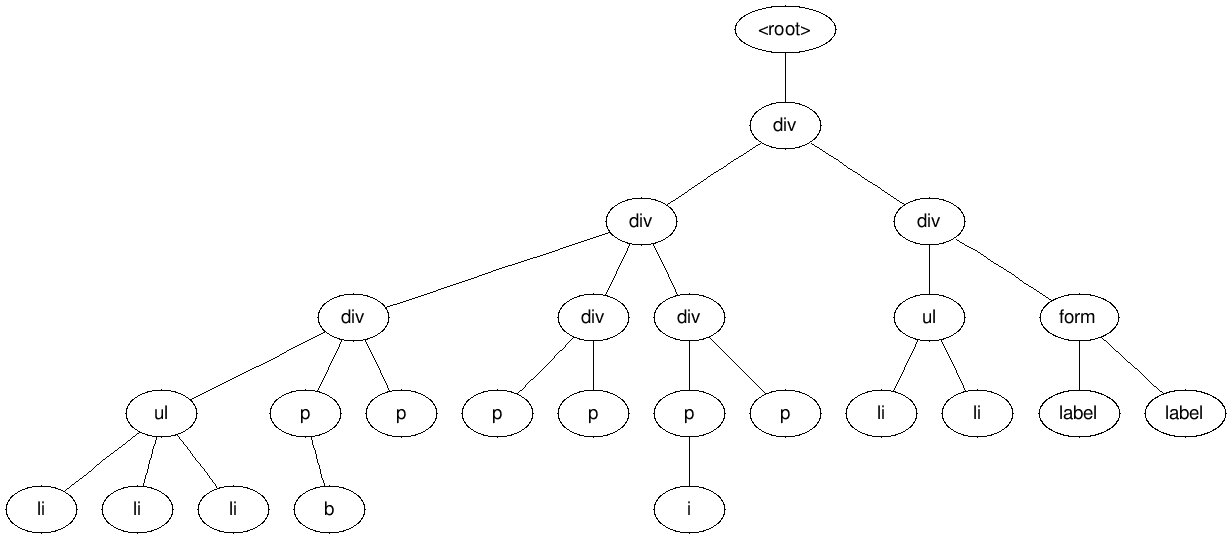 <root>
div
div div
div div div ul form
ul p p p p p p li li label label
li li li b i